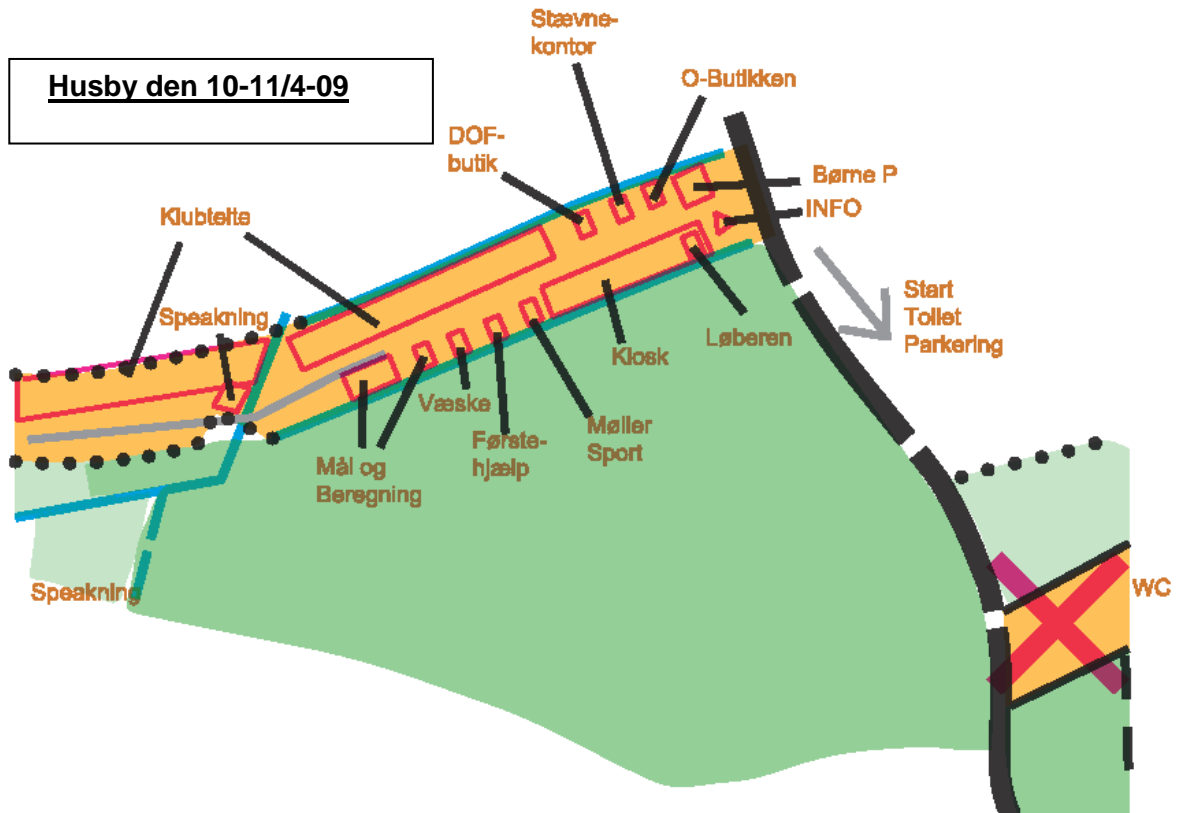 Stævne-
kontor
Husby den 10-11/4-09
O-Butikken
DOF-
butik
Børne P
INFO
Klubtelte
Speakning
Start
Toilet
Parkering
Løberen
Kiosk
Væske
Møller
Sport
Første-
hjælp
Mål og
Beregning
Speakning
WC